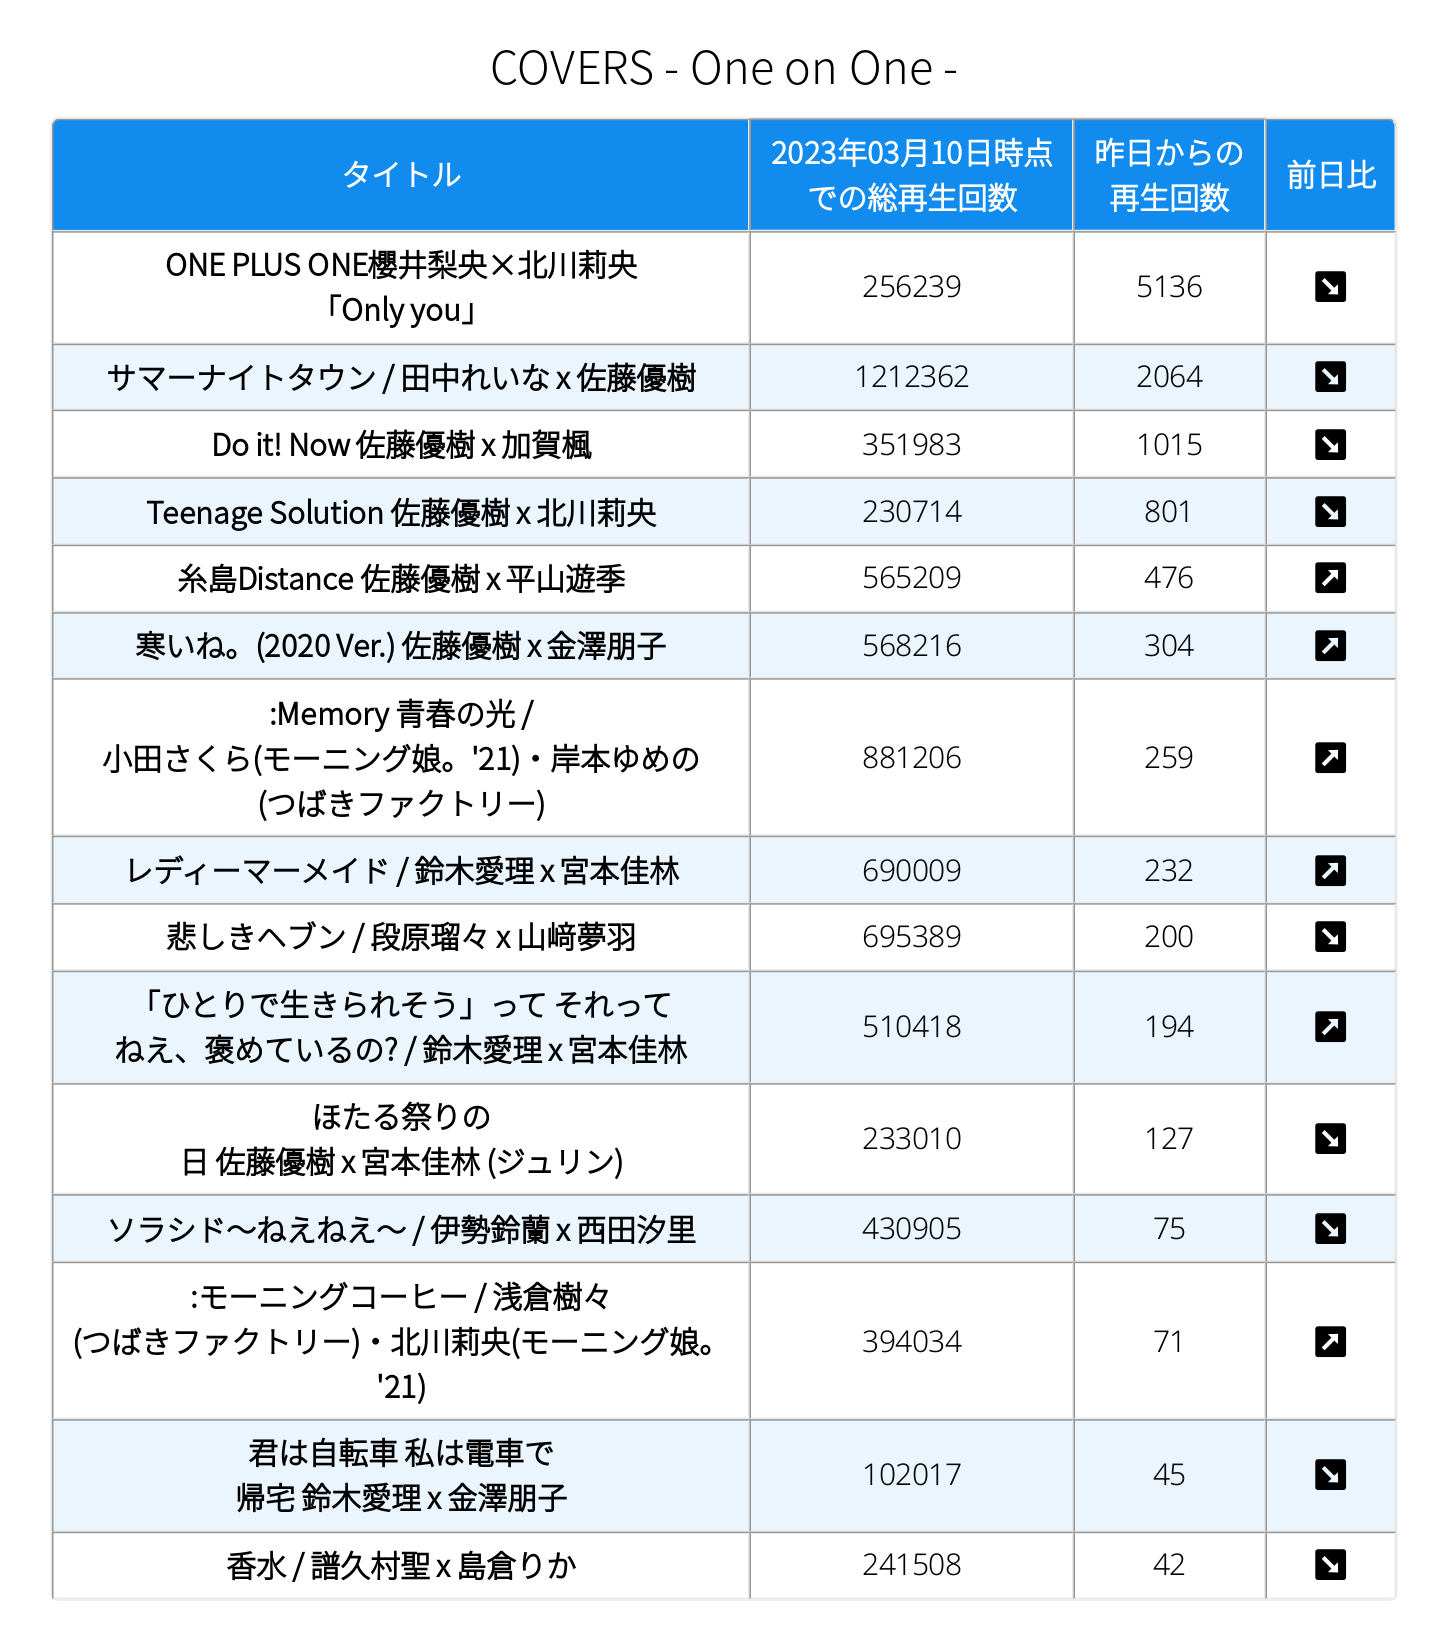 COVERS - One on One -
タイトル
2023年03月10日時点
での総再生回数
昨日からの
再生回数
前日比
ONE PLUS ONE櫻井梨央×北川莉央
「Only you」
256239
5136
サマーナイトタウン / 田中れいな x 佐藤優樹
1212362
2064
Do it! Now 佐藤優樹 x 加賀楓
351983
1015
Teenage Solution 佐藤優樹 x 北川莉央
230714
801
糸島Distance 佐藤優樹 x 平山遊季
565209
476
寒いね。(2020 Ver.) 佐藤優樹 x 金澤朋子
568216
304
:Memory 青春の光 /
小田さくら(モーニング娘。'21)・岸本ゆめの
(つばきファクトリー)
881206
259
レディーマーメイド / 鈴木愛理 x 宮本佳林
690009
232
悲しきヘブン / 段原瑠々 x 山﨑夢羽
695389
200
「ひとりで生きられそう」って それって
ねえ、褒めているの? / 鈴木愛理 x 宮本佳林
510418
194
ほたる祭りの
日 佐藤優樹 x 宮本佳林 (ジュリン)
233010
127
ソラシド〜ねえねえ〜 / 伊勢鈴蘭 x 西田汐里
430905
75
:モーニングコーヒー / 浅倉樹々
(つばきファクトリー)・北川莉央(モーニング娘。
'21)
394034
71
君は自転車 私は電車で
帰宅 鈴木愛理 x 金澤朋子
102017
45
香水 / 譜久村聖 x 島倉りか
241508
42